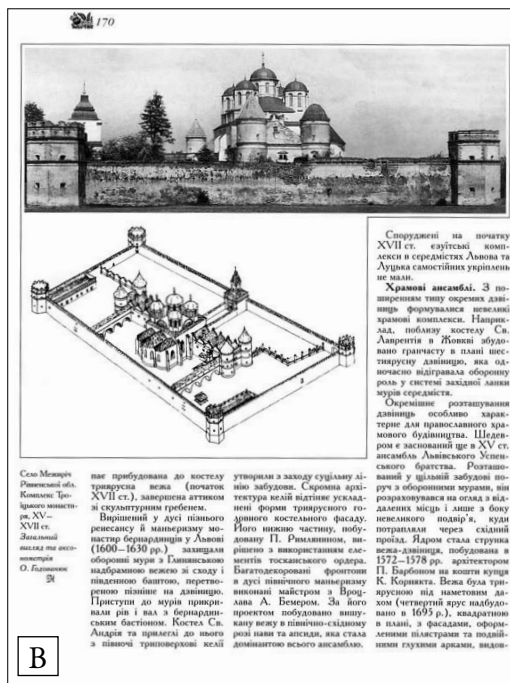 170
Споруджені на початку
XVII ст. єзуїтські комп-
лекси в середмістях Львова та
Луцька самостійних укріплень
не мали.
Храмові ансамблі. З по-
ширенням типу окремих дзві-
ниць формувалися невеликі
храмові комплекси. Наприк-
лад, поблизу костелу Св.
Лаврентія в Жовкві збудо-
вано гранчасту в плані шес-
тиярусну дзвіницю, яка од-
ночасно відігравала оборонну
роль у системі західної ланки
мурів середмістя.
Окремішне розташування
дзвіниць особливо харак-
терне для православного хра-
мового будівництва. Шедев-
ром є заснований ще в XV ст.
ансамбль Львівського Успен-
ського братства. Розташо-
ваний у щільній забудові по-
руч з оборонними мурами, він
розраховувався на огляд з від-
далених місць і лише з боку
невеликого подвір'я, куди
потрапляли через східний
проїзд. Ядром стала струнка
вежа-дзвіниця, побудована в
1572–1578 рр. архітектором
П. Барбоном на кошти купця
К. Корнякта. Вежа була три-
ярусною під наметовим да-
хом (четвертий ярус надбудо-
вано в 1695 р.), квадратною
в плані, з фасадами, оформ-
леними пілястрами та подвій-
ними глухими арками, видов-
Село Межиріч
Рівненської обл.
Комплекс Тро-
їцького монасти-
ря, XV–
XVII ст.
Загальний
вигляд та аксо-
нометрія
О. Годованюк
пає прибудована до костелу
триярусна вежа (початок
XVII ст.), завершена аттиком
зі скульптурним гребенем.
Вирішений у дусі пізнього
ренесансу й маньєризму мо-
настир бернардинців у Львові
(1600–1630 рр.) захищали
оборонні мури з Глинянською
надбрамною вежею зі сходу і
південною баштою, перетво-
реною пізніше на дзвіницю.
Приступи до мурів прикри-
вали рів і вал з бернардин-
ським бастіоном. Костел Св.
Андрія та прилеглі до нього
з півночі триповерхові келії
утворили з заходу суцільну лі-
нію забудови. Скромна архі-
тектура келій відтіняє усклад-
нені форми триярусного го-
ловного костельного фасаду.
Його нижню частину, побу-
довану П. Римлянином, ви-
рішено з використанням еле-
ментів тосканського ордера.
Багатодекоровані фронтони
в дусі північного маньєризму
виконані майстром з Вроц-
лава А. Бемером. За його
проектом побудовано вишу-
кану вежу в північно-східному
розі нави та апсиди, яка стала
домінантою всього ансамблю.
В